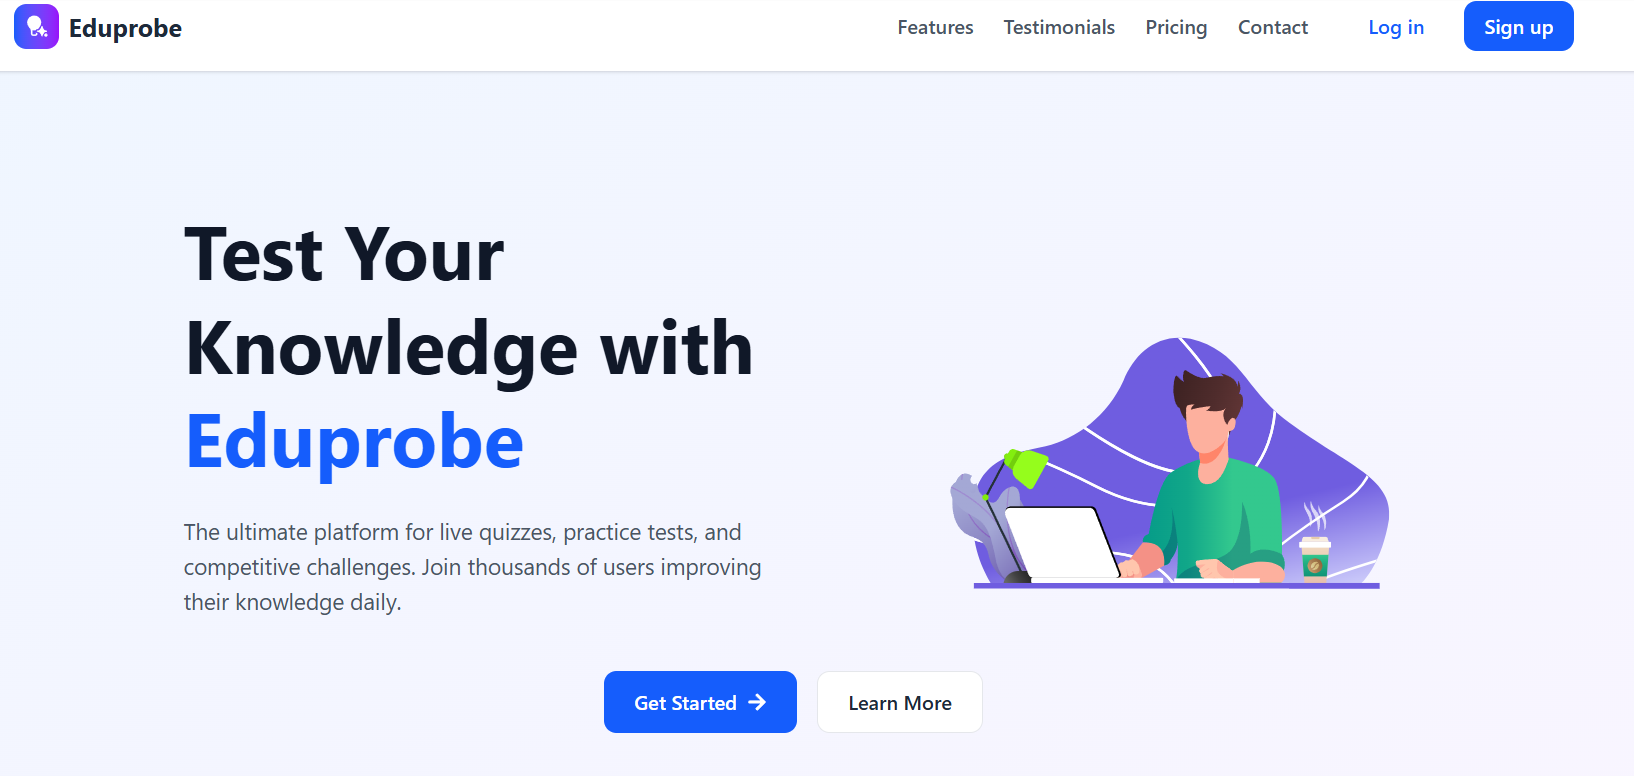 Eduprobe
Features
Testimonials
Pricing
Contact
Log in
Sign up
Test Your
Knowledge with
Eduprobe
The ultimate platform for live quizzes, practice tests, and
competitive challenges. Join thousands of users improving
their knowledge daily.
Get Started →
Learn More